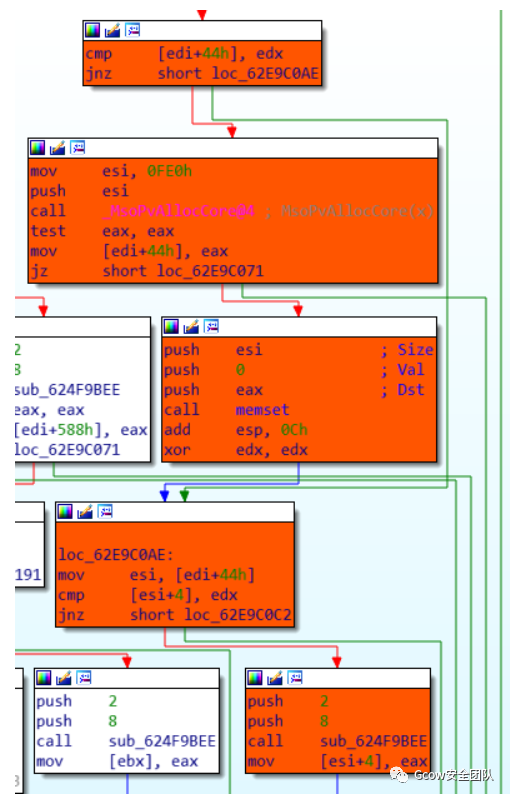 cmp [edi+44h], edx
jnz short loc_62E9C0AE
mov esi, 0FE0h
push esi
call _MsoPvAllocCore@4 ; MsoPvAllocCore(x)
test eax, eax
mov [edi+44h], eax
jz short loc_62E9C071
2
8
sub_624F9BEE
eax, eax
[edi+588h], eax
loc_62E9C071
push esi ; Size
push 0 ; Val
push eax ; Dst
call memset
add esp, 0Ch
xor edx, edx
191
loc_62E9C0AE:
mov esi, [edi+44h]
cmp [esi+4], edx
jnz short loc_62E9C0C2
push 2
push 8
call sub_624F9BEE
mov [ebx], eax
push 2
push 8
call sub_624F9BEE
mov [esi+4], eax
Gcow安全团队